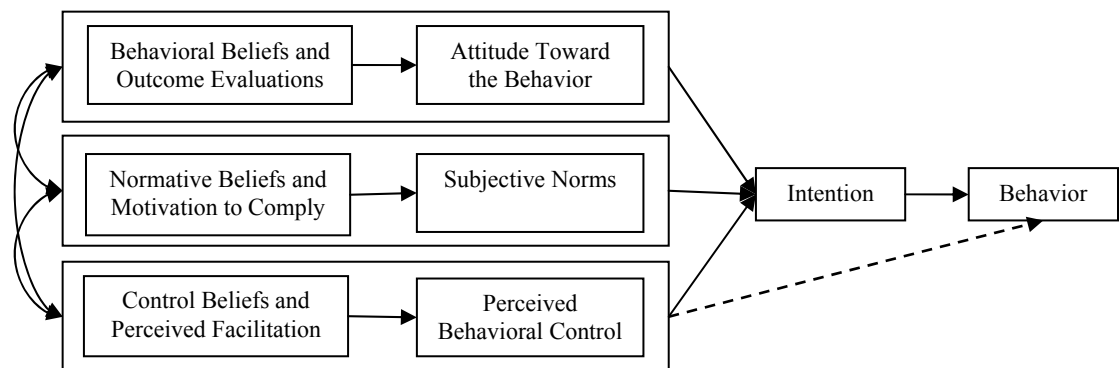 Behavioral Beliefs and
Outcome Evaluations
Attitude Toward
the Behavior
Normative Beliefs and
Motivation to Comply
Subjective Norms
Intention
Behavior
Control Beliefs and
Perceived Facilitation
Perceived
Behavioral Control